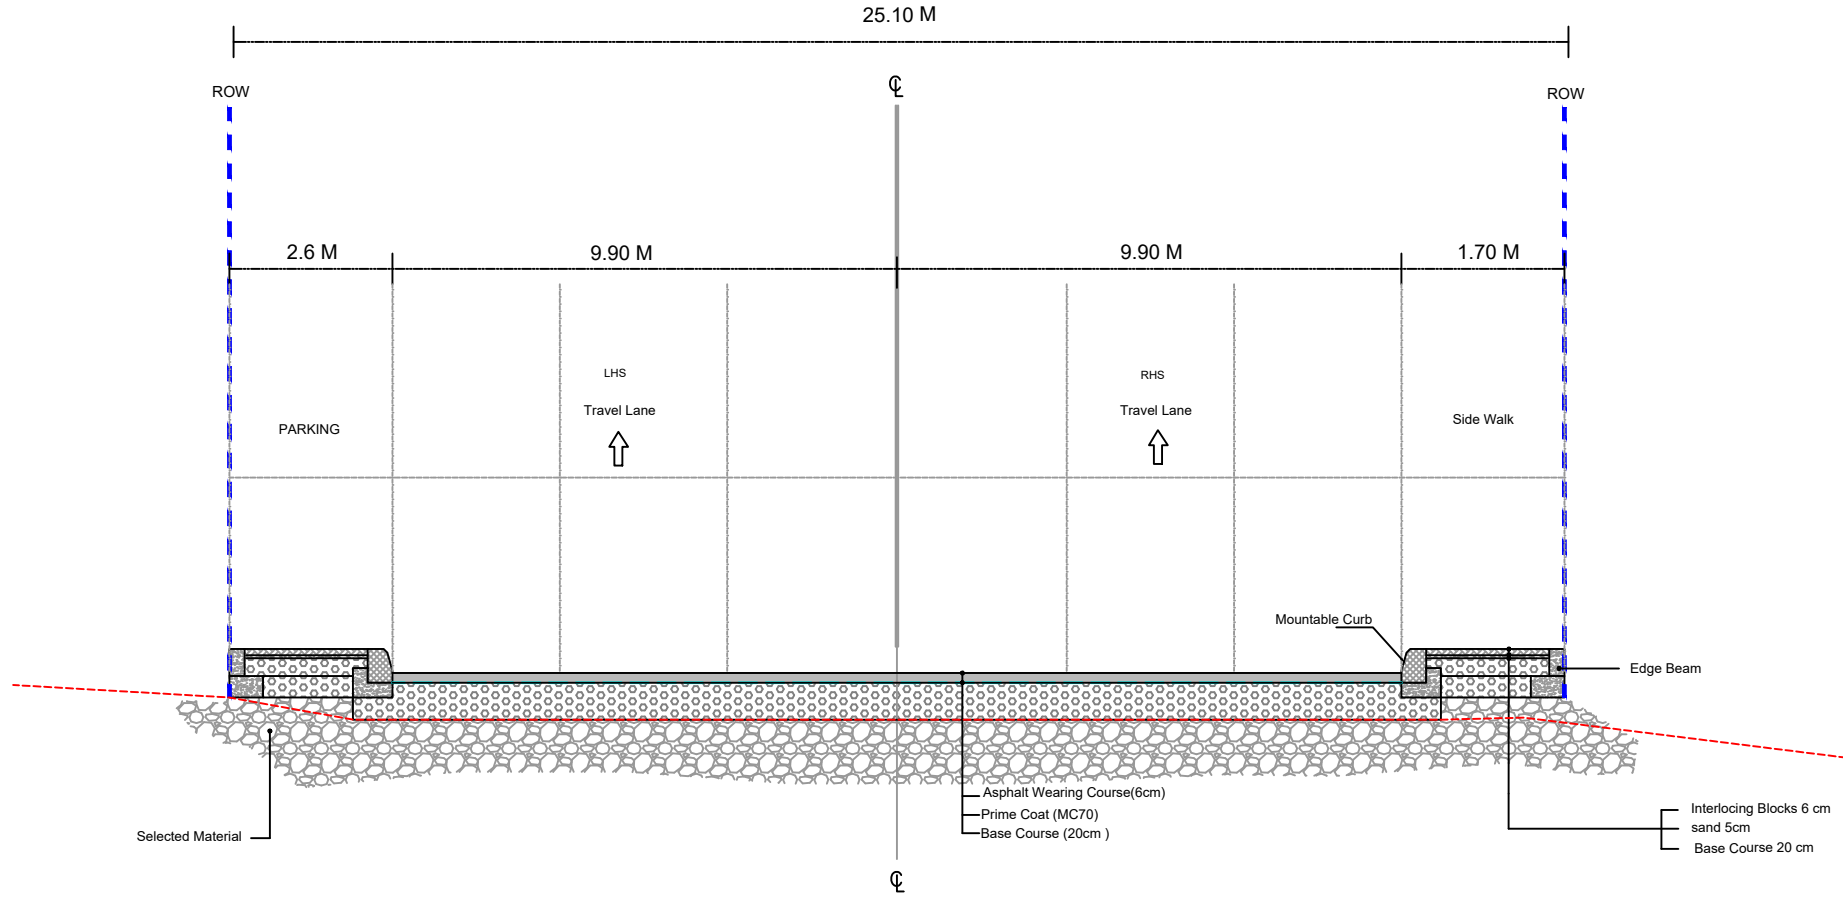 25.10 M
℄
ROW
ROW
2.6 M
9.90 M
9.90 M
1.70 M
LHS
RHS
Travel Lane
Travel Lane
Side Walk
PARKING
Mountable Curb
Edge Beam
Asphalt Wearing Course(6cm)
Prime Coat (MC70)
Base Course (20cm )
Selected Material
Interlocing Blocks 6 cm
sand 5cm
Base Course 20 cm
℄